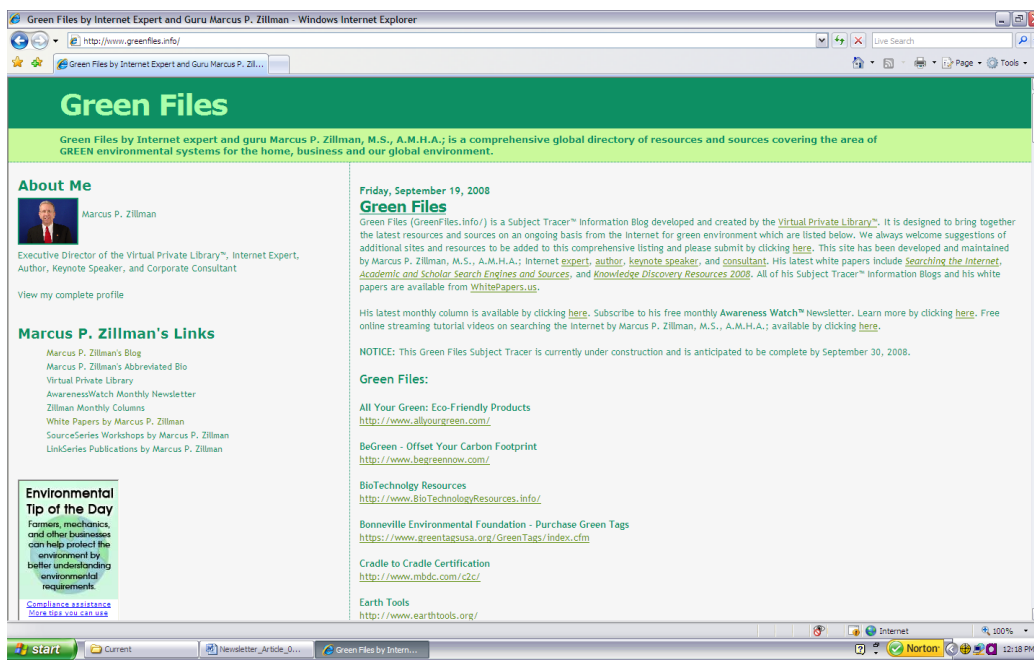 Green Files by Internet Expert and Guru Marcus P. Zillman - Windows Internet Explorer
http://www.greenfiles.info/
Live Search
Green Files by Internet Expert and Guru Marcus P. Zill...
Page
Tools
Green Files
Green Files by Internet expert and guru Marcus P. Zillman, M.S., A.M.H.A.; is a comprehensive global directory of resources and sources covering the area of
GREEN environmental systems for the home, business and our global environment.
About Me
Marcus P. Zillman
Executive Director of the Virtual Private Library™, Internet Expert,
Author, Keynote Speaker, and Corporate Consultant
View my complete profile
Marcus P. Zillman's Links
Marcus P. Zillman's Blog
Marcus P. Zillman's Abbreviated Bio
Virtual Private Library
AwarenessWatch Monthly Newsletter
Zillman Monthly Columns
White Papers by Marcus P. Zillman
SourceSeries Workshops by Marcus P. Zillman
LinkSeries Publications by Marcus P. Zillman
Environmental
Tip of the Day
Farmers, mechanics,
and other businesses
can help protect the
environment by
better understanding
environmental
requirements.
Compliance assistance
More tips you can use
Friday, September 19, 2008
Green Files
Green Files (GreenFiles.info/) is a Subject Tracer™ Information Blog developed and created by the Virtual Private Library™. It is designed to bring together
the latest resources and sources on an ongoing basis from the Internet for green environment which are listed below. We always welcome suggestions of
additional sites and resources to be added to this comprehensive listing and please submit by clicking here. This site has been developed and maintained
by Marcus P. Zillman, M.S., A.M.H.A.; Internet expert, author, keynote speaker, and consultant. His latest white papers include Searching the Internet,
Academic and Scholar Search Engines and Sources, and Knowledge Discovery Resources 2008. All of his Subject Tracer™ Information Blogs and his white
papers are available from WhitePapers.us.
His latest monthly column is available by clicking here. Subscribe to his free monthly Awareness Watch™ Newsletter. Learn more by clicking here. Free
online streaming tutorial videos on searching the Internet by Marcus P. Zillman, M.S., A.M.H.A.; available by clicking here.
NOTICE: This Green Files Subject Tracer is currently under construction and is anticipated to be complete by September 30, 2008.
Green Files:
All Your Green: Eco-Friendly Products
http://www.allyourgreen.com/
BeGreen - Offset Your Carbon Footprint
http://www.begreennow.com/
BioTechnolgy Resources
http://www.BioTechnologyResources.info/
Bonneville Environmental Foundation - Purchase Green Tags
https://www.greentagsusa.org/GreenTags/index.cfm
Cradle to Cradle Certification
http://www.mbdc.com/c2c/
Earth Tools
http://www.earthtools.org/
Internet
100%
start
Current
Newsletter_Article_0...
Green Files by Intern...
Norton
12:18 PM